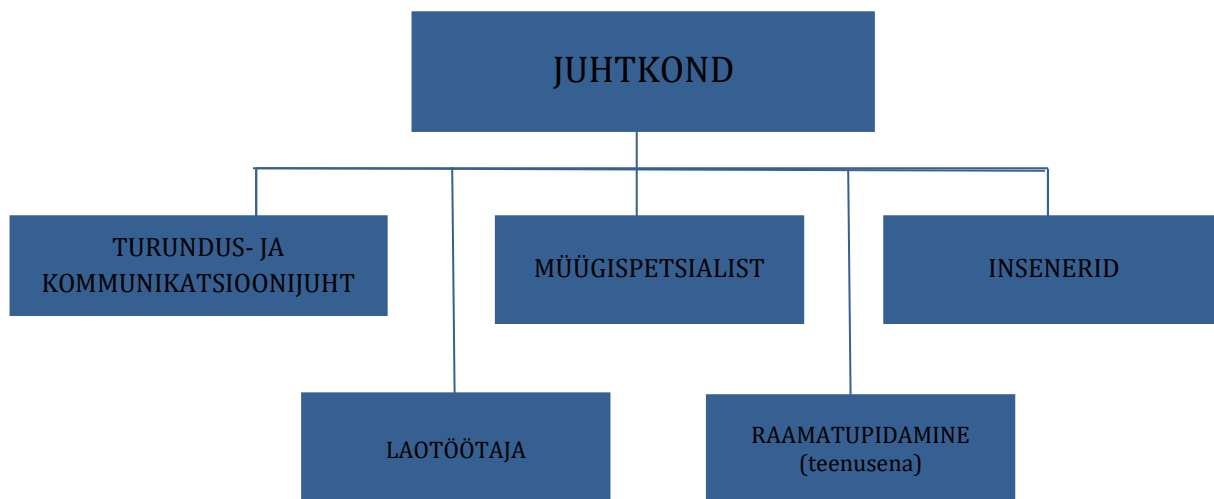 JUHTKOND
TURUNDUS- JA
KOMMUNIKATSIOONIJUHT
MÜÜGISPETSIALIST
INSENERID
LAOTÖÖTAJA
RAAMATUPIDAMINE
(teenusena)